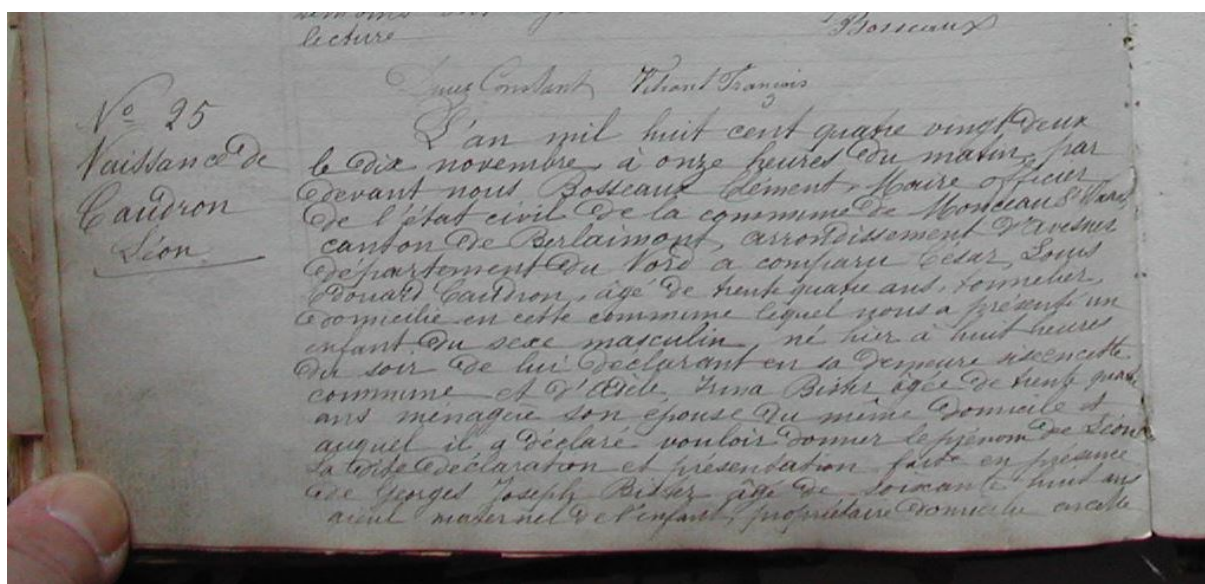 lecture
Bosseaux
Constant Vilront François
Nº 25
Naissance de
Caudron
Léon
L'an mil huit cent quatre vingt deux
le dix novembre à onze heures du matin, par
devant nous Bosseaux Clément, Maire officier
de l'état civil de la commune de Monceau St Waast,
canton de Berlaimont, arrondissement d'Avesnes
département du Nord a comparu César, Louis
Edouard Caudron, âgé de trente quatre ans, tonnelier,
domicilié en cette commune lequel nous a présenté un
enfant du sexe masculin, né hier à huit heures
du soir de lui déclarant en sa demeure sise en cette
commune et d'Adèle, Irma âgée de trente quatre
ans ménagère son épouse du même domicile et
auquel il a déclaré vouloir donner le prénom de Léon
la dite déclaration et présentation faite en présence
de Georges Joseph âgé de soixante huit ans
aieul maternel de l'enfant, propriétaire domicilié en cette